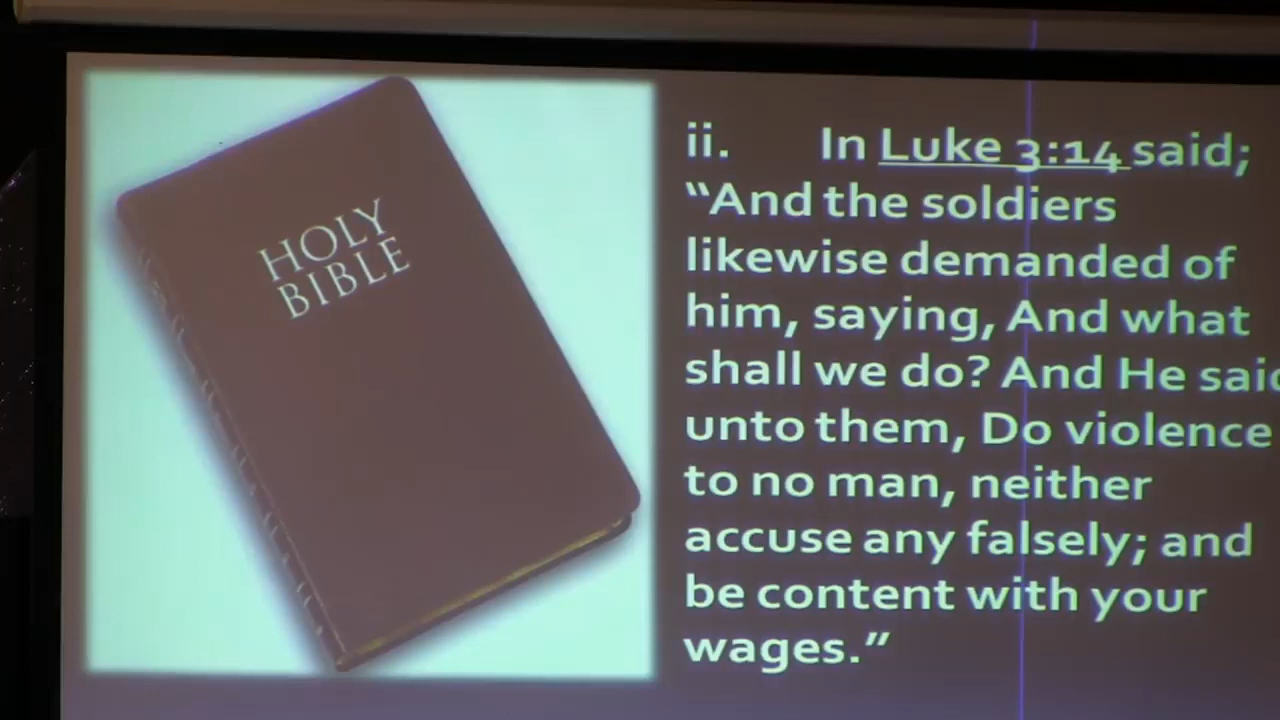 HOLY
BIBLE
ii. In Luke 3:14 said;
“And the soldiers
likewise demanded of
him, saying, And what
shall we do? And He said
unto them, Do violence
to no man, neither
accuse any falsely; and
be content with your
wages.”